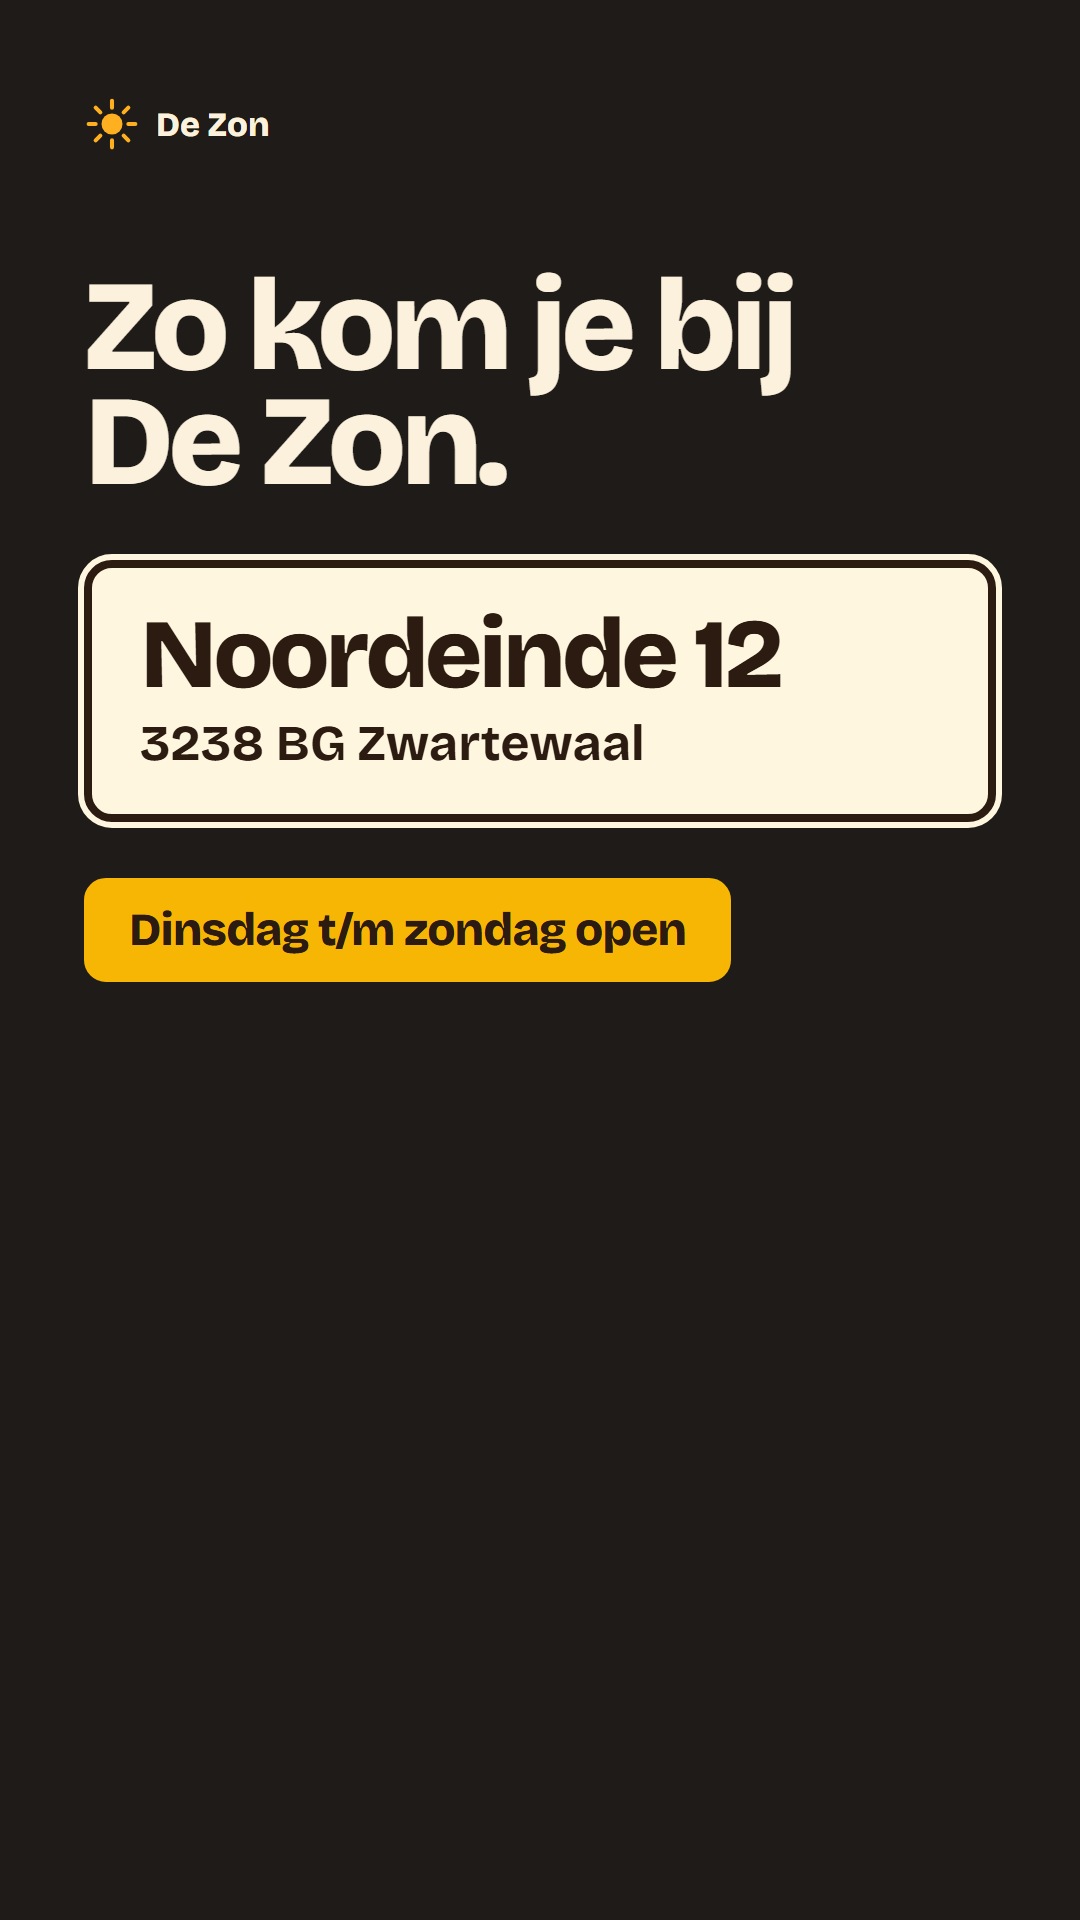 De Zon
Zo kom je bij
De Zon.
Noordeinde 12
3238 BG Zwartewaal
Dinsdag t/m zondag open